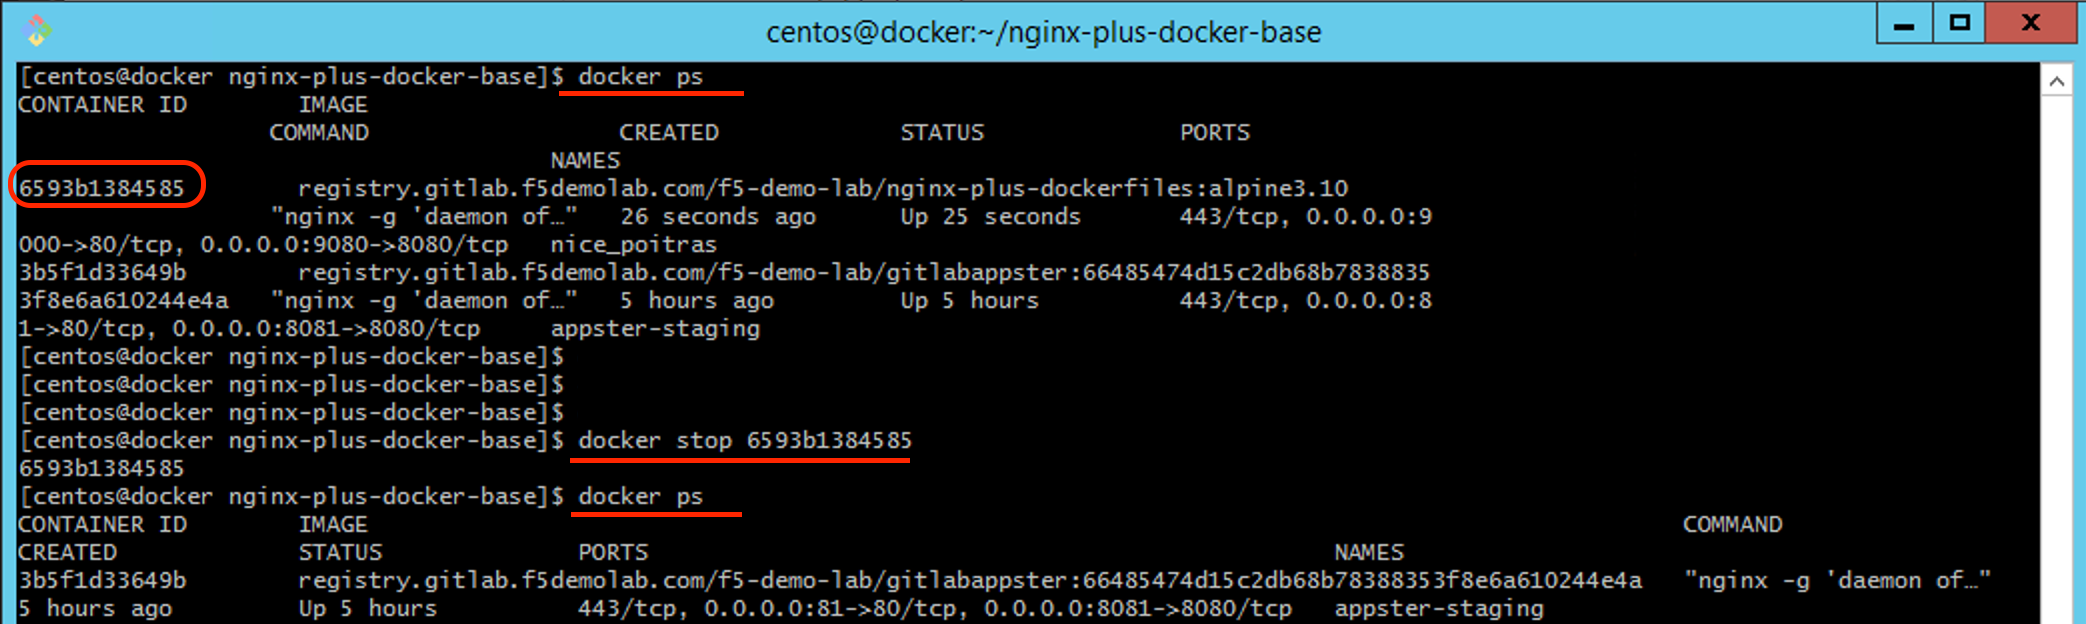 centos@docker:~/nginx-plus-docker-base
[centos@docker nginx-plus-docker-base]$ docker ps
CONTAINER ID        IMAGE
                  COMMAND                  CREATED             STATUS              PORTS
                                      NAMES
6593b1384585        registry.gitlab.f5demolab.com/f5-demo-lab/nginx-plus-dockerfiles:alpine3.10
                  "nginx -g 'daemon of…"   26 seconds ago      Up 25 seconds       443/tcp, 0.0.0.0:9
000->80/tcp, 0.0.0.0:9080->8080/tcp   nice_poitras
3b5f1d33649b        registry.gitlab.f5demolab.com/f5-demo-lab/gitlabappster:66485474d15c2db68b7838835
3f8e6a610244e4a   "nginx -g 'daemon of…"   5 hours ago         Up 5 hours          443/tcp, 0.0.0.0:8
1->80/tcp, 0.0.0.0:8081->8080/tcp     appster-staging
[centos@docker nginx-plus-docker-base]$
[centos@docker nginx-plus-docker-base]$
[centos@docker nginx-plus-docker-base]$
[centos@docker nginx-plus-docker-base]$ docker stop 6593b1384585
6593b1384585
[centos@docker nginx-plus-docker-base]$ docker ps
CONTAINER ID        IMAGE                                                                                              COMMAND
CREATED             STATUS              PORTS                                                 NAMES
3b5f1d33649b        registry.gitlab.f5demolab.com/f5-demo-lab/gitlabappster:66485474d15c2db68b78388353f8e6a610244e4a   "nginx -g 'daemon of…"
5 hours ago         Up 5 hours          443/tcp, 0.0.0.0:81->80/tcp, 0.0.0.0:8081->8080/tcp   appster-staging